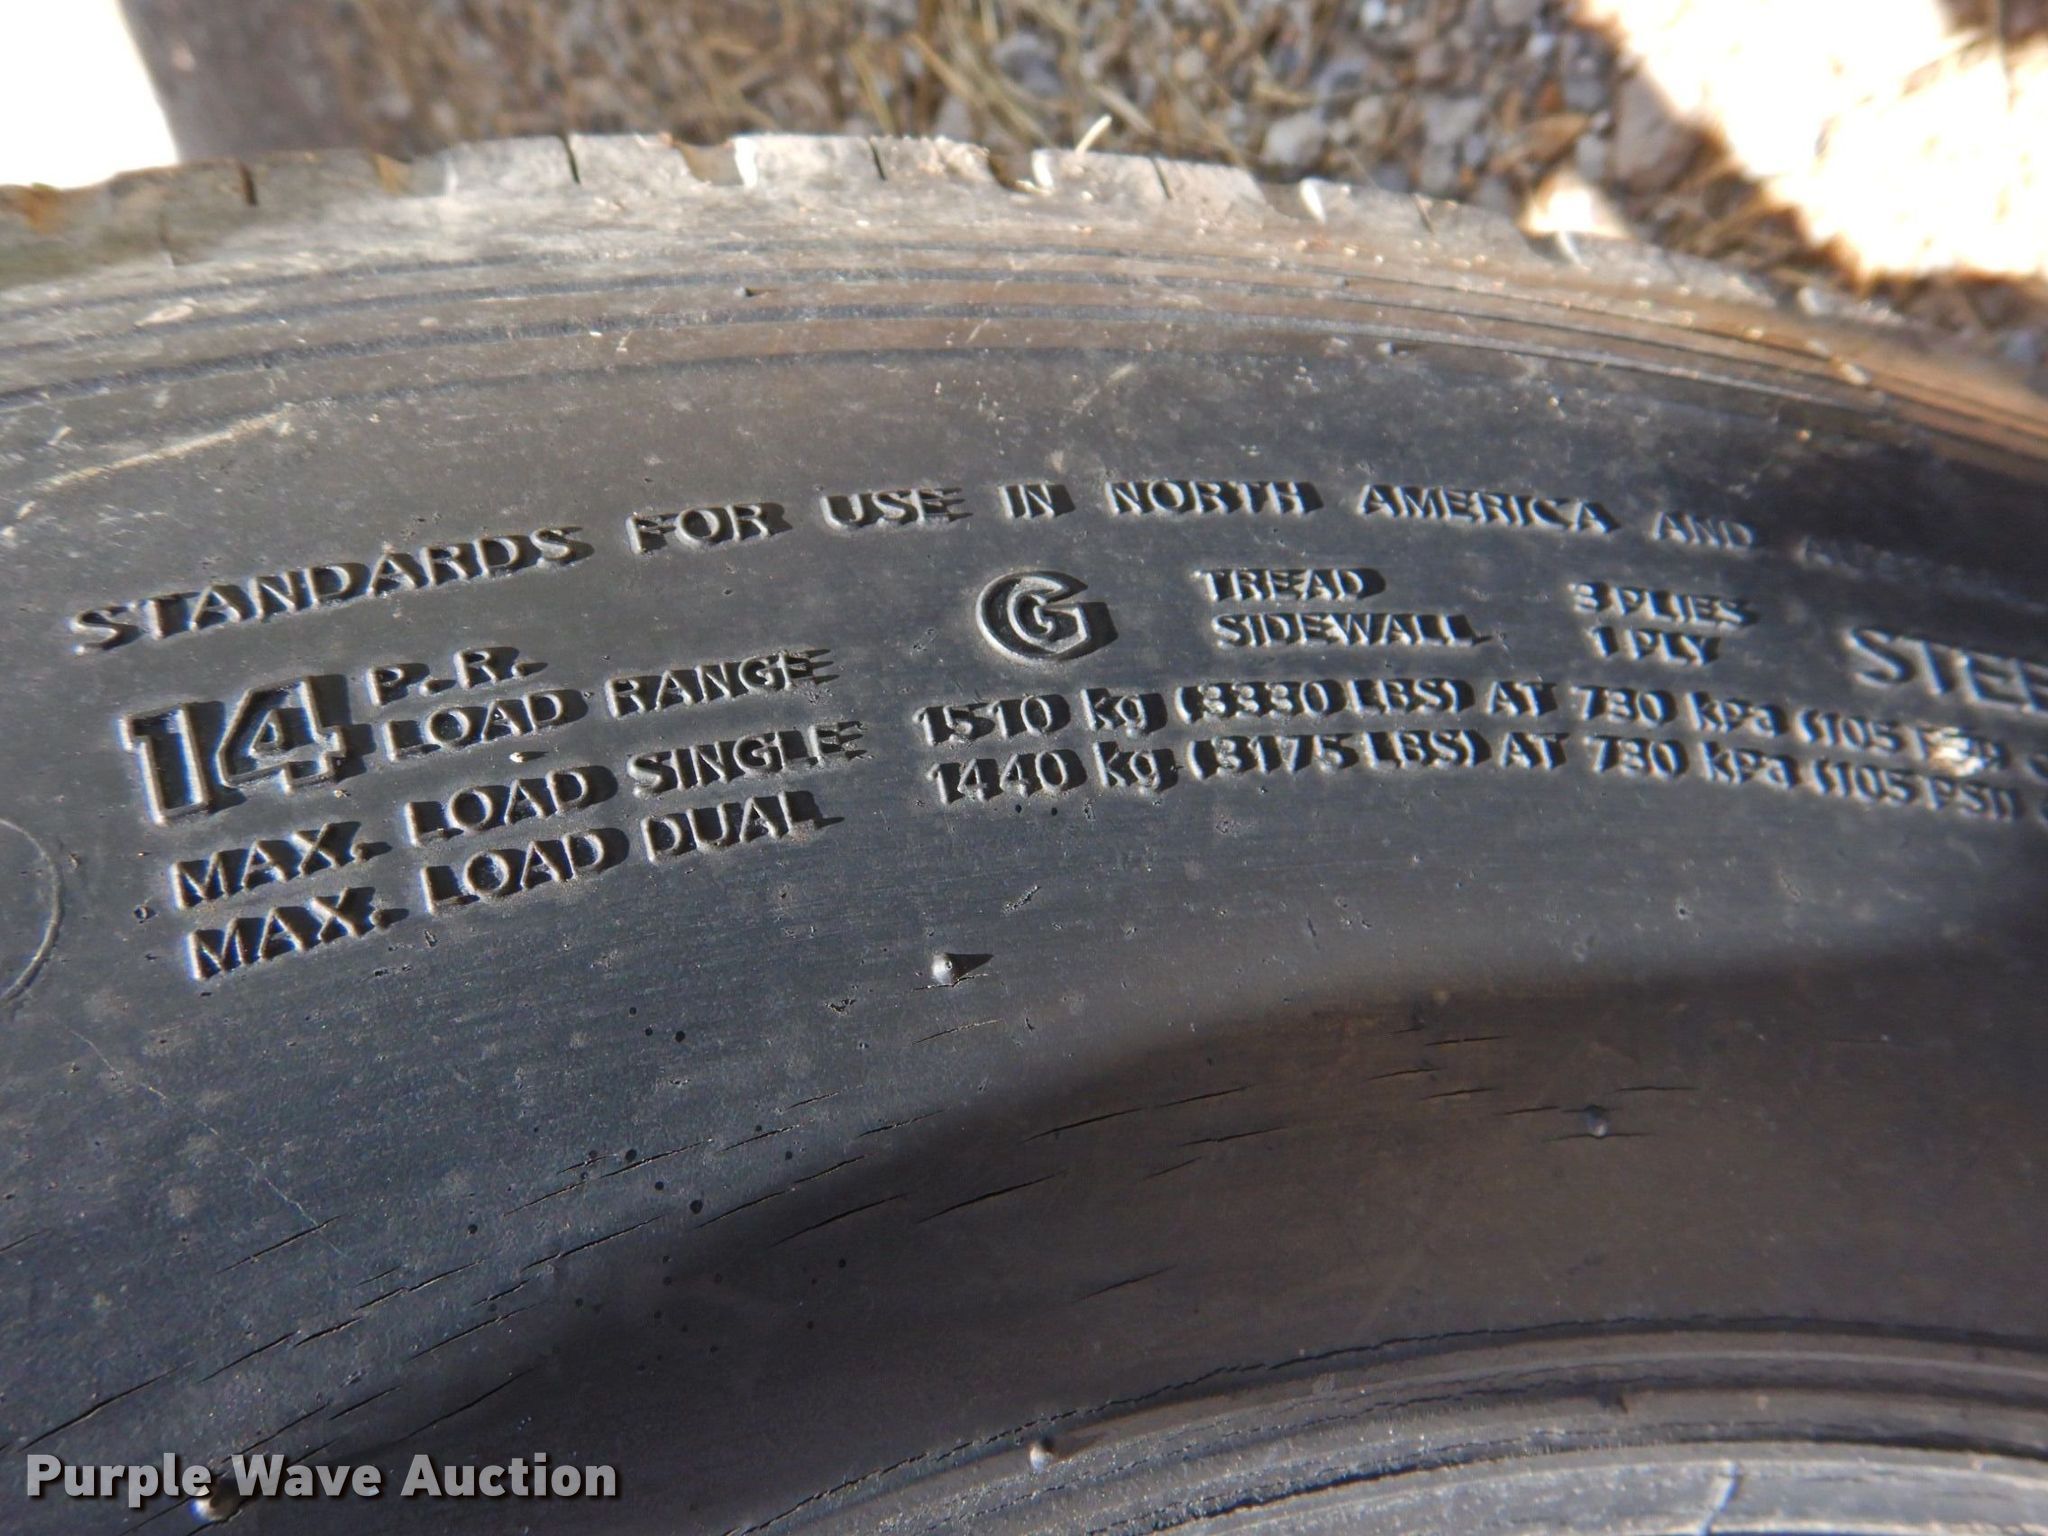 STANDARDS FOR USE IN NORTH AMERICA AND
14 P.R. LOAD RANGE G
TREAD 3 PLIES
SIDEWALL 1 PLY
MAX. LOAD SINGLE 1510 kg (3330 LBS) AT 730 kpa (105
MAX. LOAD DUAL 1440 kg (3175 LBS) AT 730 kpa (105 PSI)
Purple Wave Auction